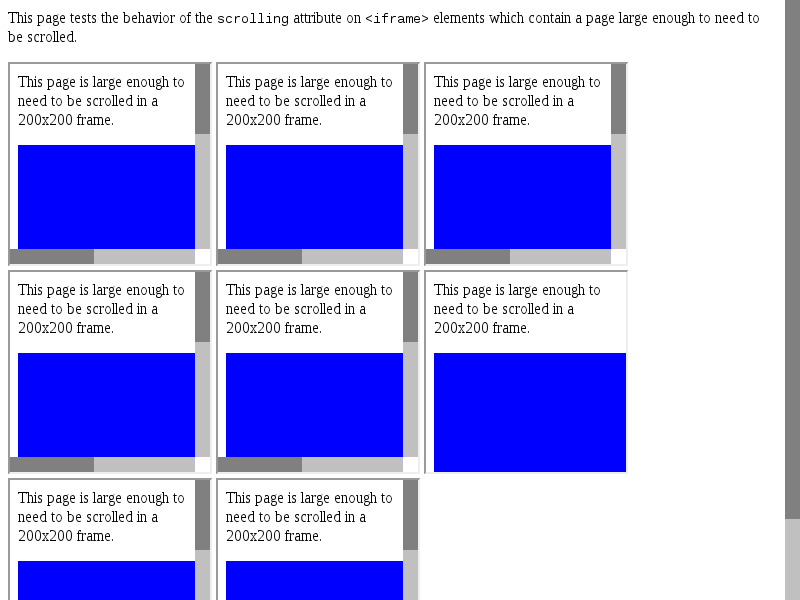 This page tests the behavior of the scrolling attribute on <iframe> elements which contain a page large enough to need to
be scrolled.
This page is large enough to
need to be scrolled in a
200x200 frame.
This page is large enough to
need to be scrolled in a
200x200 frame.
This page is large enough to
need to be scrolled in a
200x200 frame.
This page is large enough to
need to be scrolled in a
200x200 frame.
This page is large enough to
need to be scrolled in a
200x200 frame.
This page is large enough to
need to be scrolled in a
200x200 frame.
This page is large enough to
need to be scrolled in a
200x200 frame.
This page is large enough to
need to be scrolled in a
200x200 frame.